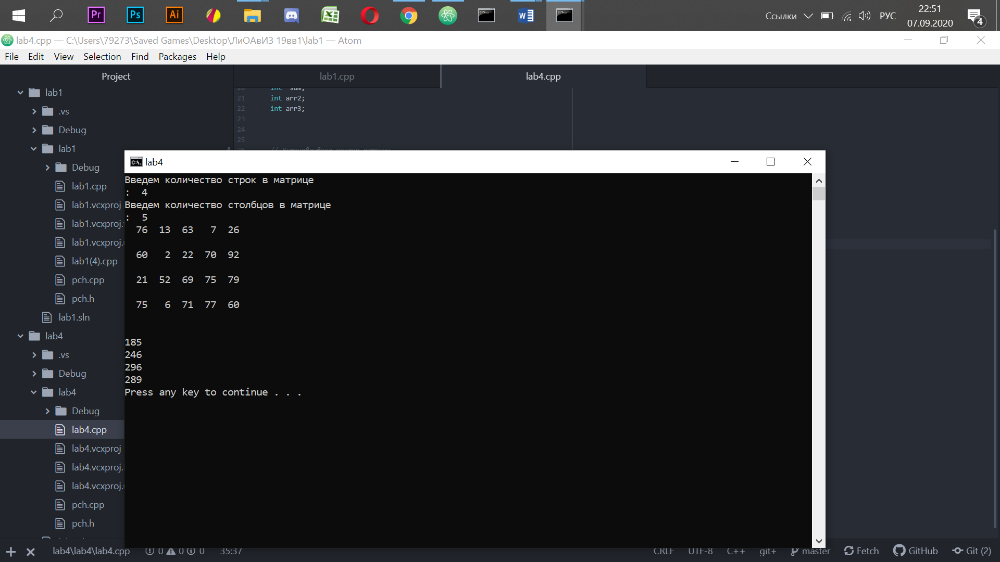 Pr
Ps
Ai
Ссылки
РУС
22:51
07.09.2020
4
lab4.cpp — C:\Users\79273\Saved Games\Desktop\ЛиОАвИЗ 19вв1\lab1 — Atom
File Edit View Selection Find Packages Help
Project
lab1.cpp
lab4.cpp
lab1
.vs
Debug
lab1
Debug
lab1.cpp
lab1.vcxproj
lab1.vcxproj.
lab1.vcxproj.
lab1(4).cpp
pch.cpp
pch.h
lab1.sln
lab4
.vs
Debug
lab4
Debug
lab4.cpp
lab4.vcxproj
lab4.vcxproj.
lab4.vcxproj.
pch.cpp
pch.h
20 int sum;
21 int arr2;
22 int arr3;
23
24
25
lab4
Введем количество строк в матрице
: 4
Введем количество столбцов в матрице
: 5
76 13 63 7 26
60 2 22 70 92
21 52 69 75 79
75 6 71 77 60
185
246
296
289
Press any key to continue . . .
lab4\lab4\lab4.cpp 0 0 0 35:37 CRLF UTF-8 C++ git+ master Fetch GitHub Git (2)